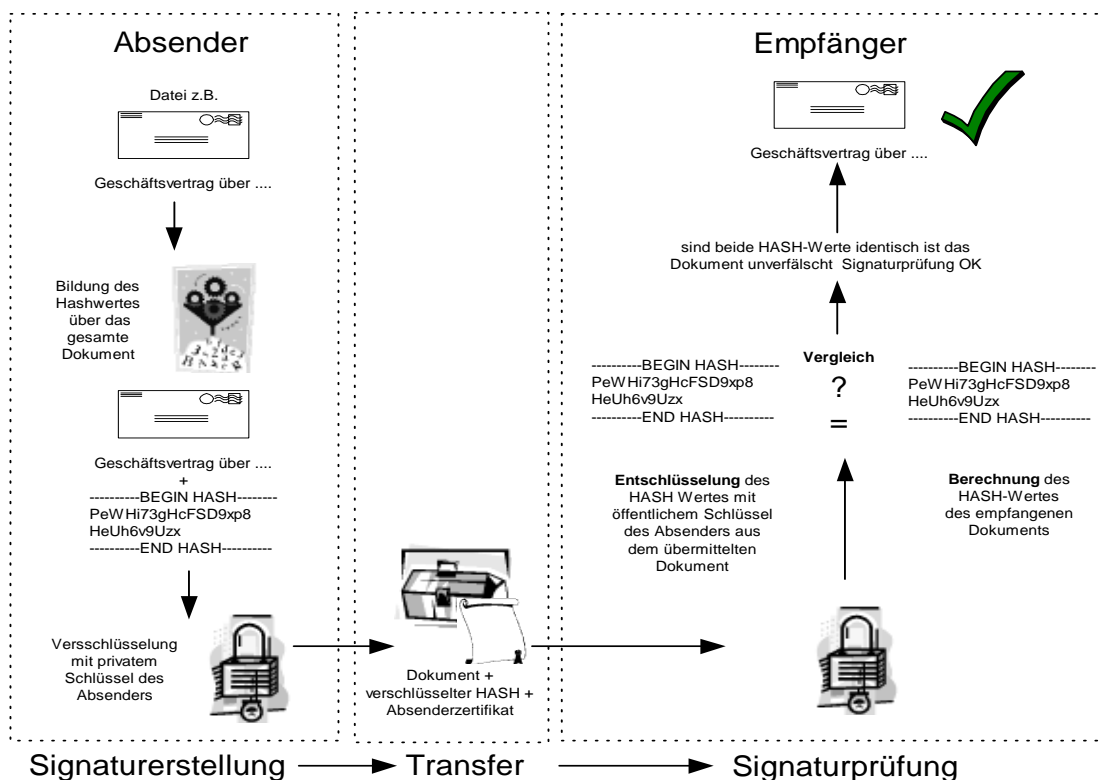 Absender
Datei z.B.
Geschäftsvertrag über ....
Bildung des
Hashwertes
über das
gesamte
Dokument
Geschäftsvertrag über ....
+
----------BEGIN HASH--------
PeWHi73gHcFSD9xp8
HeUh6v9Uzx
----------END HASH----------
Versschlüsselung
mit privatem
Schlüssel des
Absenders
Dokument +
verschlüsselter HASH +
Absenderzertifikat
Empfänger
Geschäftsvertrag über ....
sind beide HASH-Werte identisch ist das
Dokument unverfälscht  Signaturprüfung OK
----------BEGIN HASH--------
PeWHi73gHcFSD9xp8
HeUh6v9Uzx
----------END HASH----------
Vergleich
?
=
----------BEGIN HASH--------
PeWHi73gHcFSD9xp8
HeUh6v9Uzx
----------END HASH----------
Entschlüsselung des
HASH Wertes mit
öffentlichem Schlüssel
des Absenders aus
dem übermittelten
Dokument
Berechnung des
HASH-Wertes
des empfangenen
Dokuments
Signaturerstellung
Transfer
Signaturprüfung